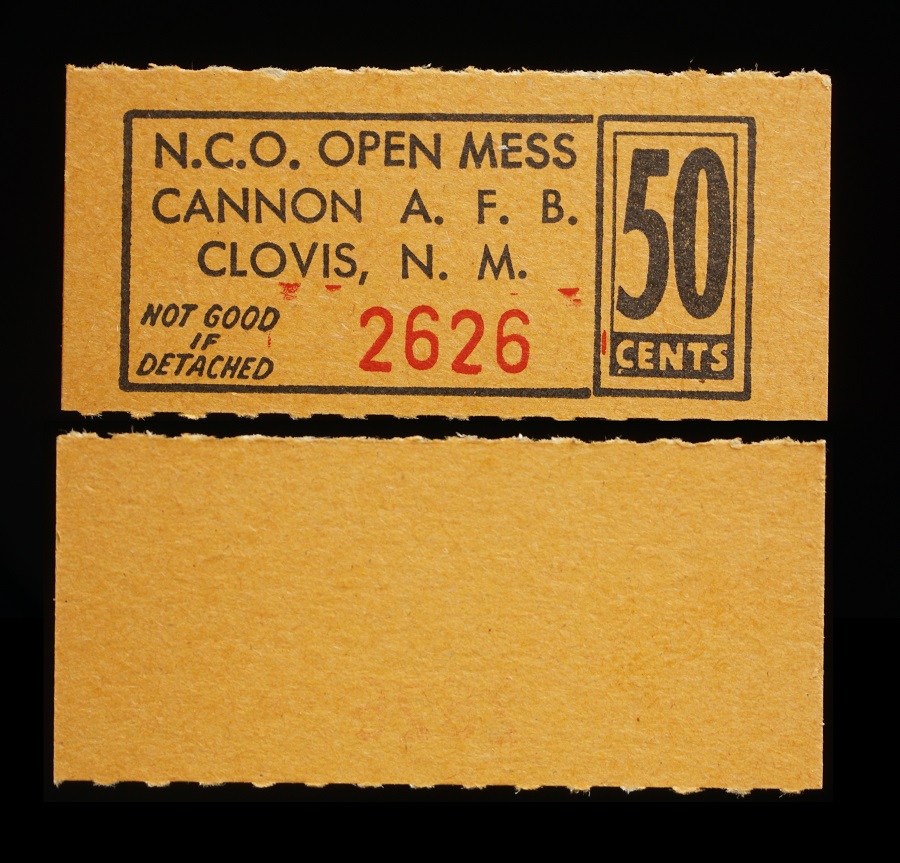 N.C.O. OPEN MESS
CANNON A. F. B.
CLOVIS, N. M.
NOT GOOD
IF
DETACHED
2626
50
CENTS